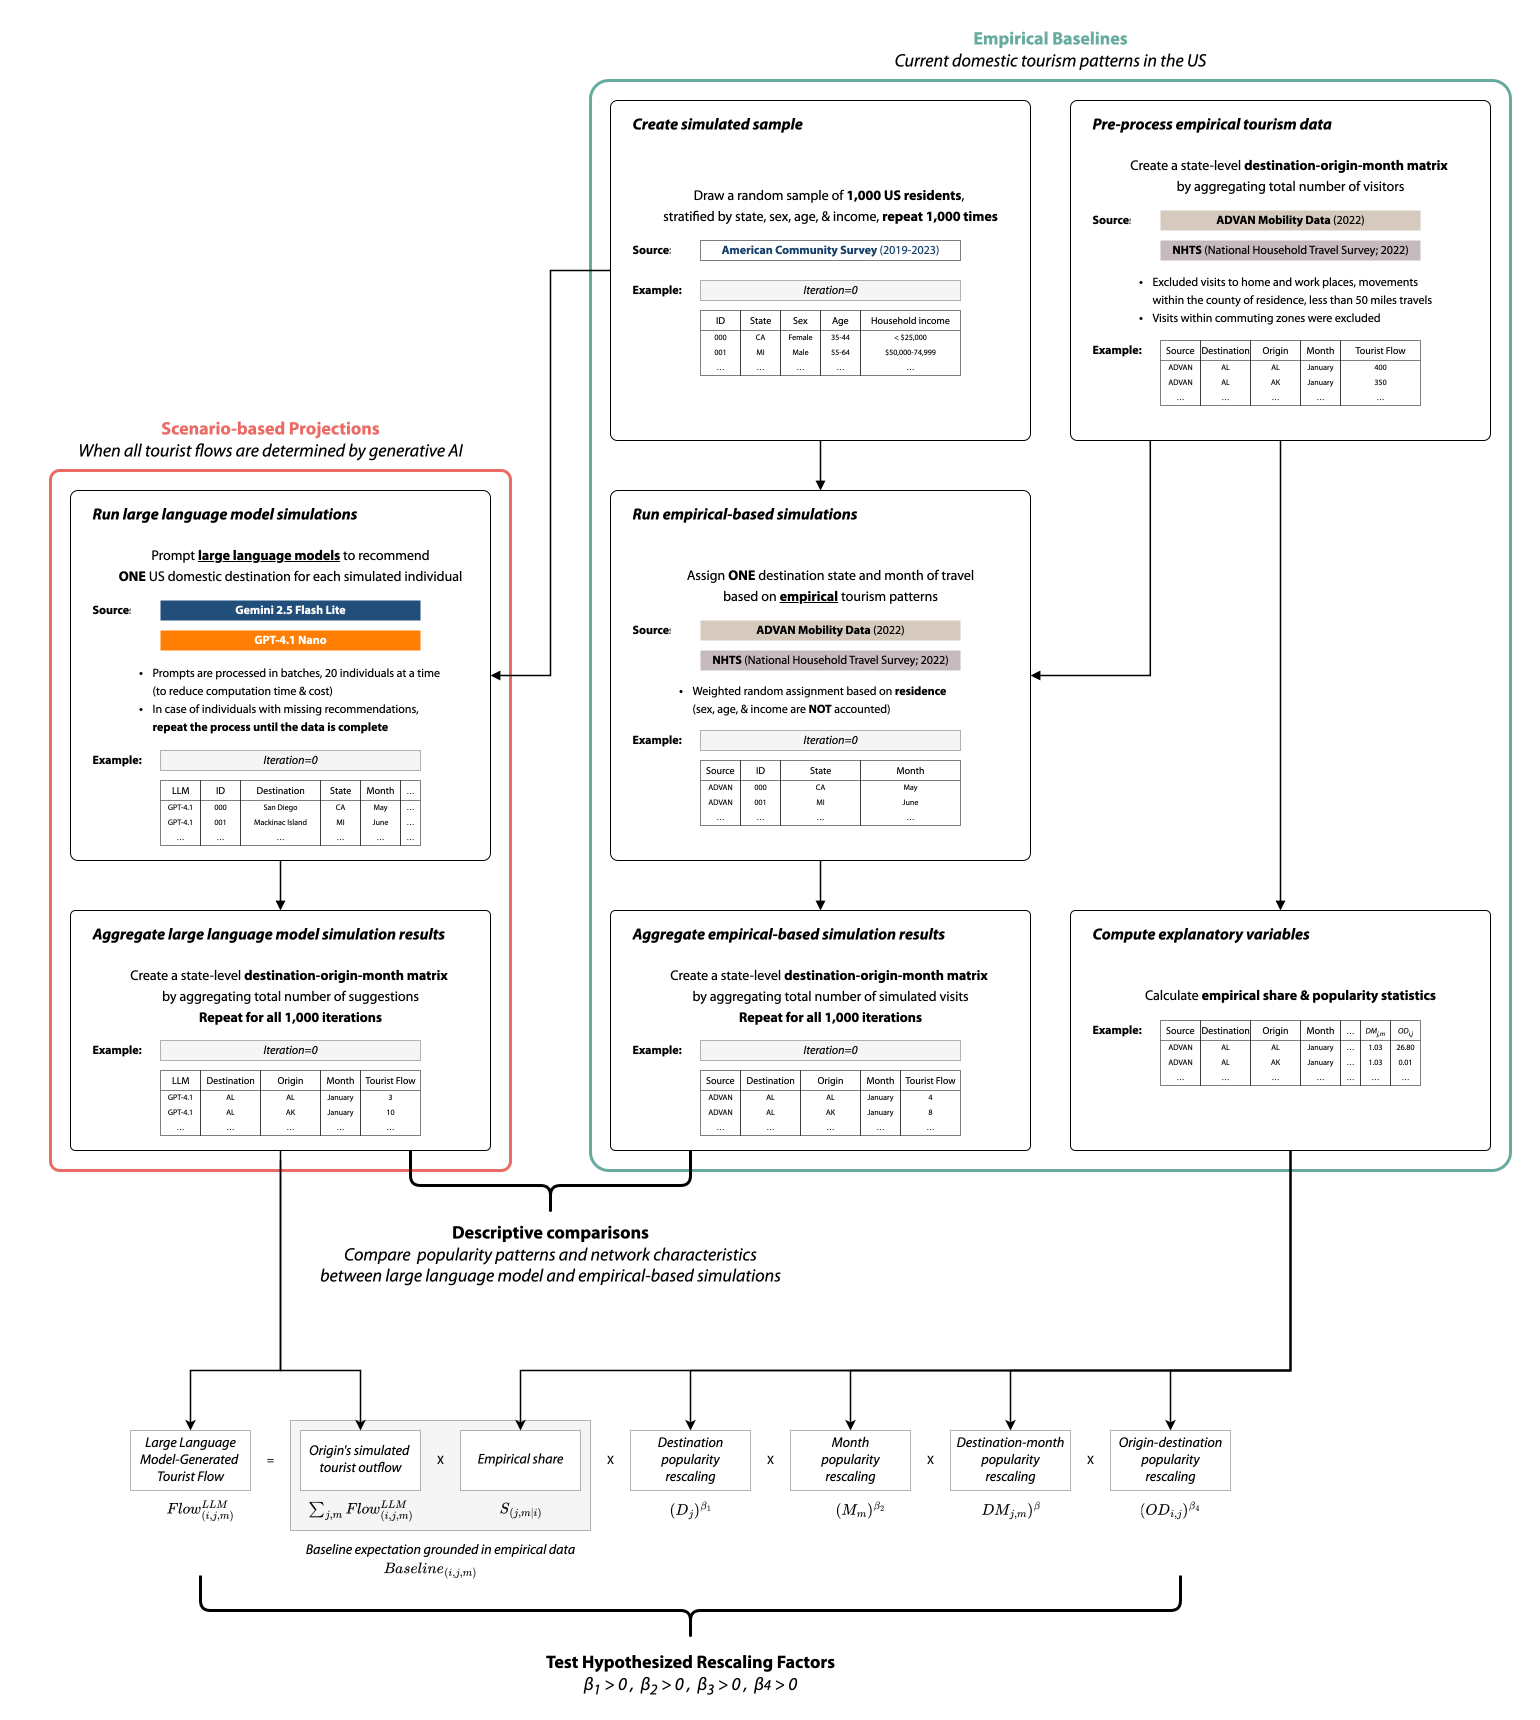 Empirical Baselines
Current domestic tourism patterns in the US
Create simulated sample
Draw a random sample of 1,000 US residents,
stratified by state, sex, age, & income, repeat 1,000 times
Source: American Community Survey (2019-2023)
Example: Iteration=0
ID State Sex Age Household income
000 CA Female 35-44 < $25,000
001 MI Male 55-64 $50,000-74,999
... ... ... ... ...
Pre-process empirical tourism data
Create a state-level destination-origin-month matrix
by aggregating total number of visitors
Source: ADVAN Mobility Data (2022)
NHTS (National Household Travel Survey; 2022)
• Excluded visits to home and work places, movements
within the county of residence, less than 50 miles travels
• Visits within commuting zones were excluded
Example:
Source Destination Origin Month Tourist Flow
ADVAN AL AL January 400
ADVAN AL AK January 350
... ... ... ... ...
Scenario-based Projections
When all tourist flows are determined by generative AI
Run large language model simulations
Prompt large language models to recommend
ONE US domestic destination for each simulated individual
Source: Gemini 2.5 Flash Lite
GPT-4.1 Nano
• Prompts are processed in batches, 20 individuals at a time
(to reduce computation time & cost)
• In case of individuals with missing recommendations,
repeat the process until the data is complete
Example: Iteration=0
LLM ID Destination State Month ...
GPT-4.1 000 San Diego CA May ...
GPT-4.1 001 Mackinac Island MI June ...
... ... ... ... ... ...
Run empirical-based simulations
Assign ONE destination state and month of travel
based on empirical tourism patterns
Source: ADVAN Mobility Data (2022)
NHTS (National Household Travel Survey; 2022)
• Weighted random assignment based on residence
(sex, age, & income are NOT accounted)
Example: Iteration=0
Source ID State Month
ADVAN 000 CA May
ADVAN 001 MI June
... ... ... ...
Aggregate large language model simulation results
Create a state-level destination-origin-month matrix
by aggregating total number of suggestions
Repeat for all 1,000 iterations
Example: Iteration=0
LLM Destination Origin Month Tourist Flow
GPT-4.1 AL AL January 3
GPT-4.1 AL AK January 10
... ... ... ... ...
Aggregate empirical-based simulation results
Create a state-level destination-origin-month matrix
by aggregating total number of simulated visits
Repeat for all 1,000 iterations
Example: Iteration=0
Source Destination Origin Month Tourist Flow
ADVAN AL AL January 4
ADVAN AL AK January 8
... ... ... ... ...
Compute explanatory variables
Calculate empirical share & popularity statistics
Example:
Source Destination Origin Month ... DM_{j,m} OD_{i,j}
ADVAN AL AL January ... 1.03 26.80
ADVAN AL AK January ... 1.03 0.01
... ... ... ... ... ... ...
Descriptive comparisons
Compare popularity patterns and network characteristics
between large language model and empirical-based simulations
Large Language
Model-Generated
Tourist Flow
=
Origin's simulated
tourist outflow
x
Empirical share
x
Destination
popularity
rescaling
x
Month
popularity
rescaling
x
Destination-month
popularity
rescaling
x
Origin-destination
popularity
rescaling
Flow^{LLM}_{(i,j,m)}
∑_{j,m} Flow^{LLM}_{(i,j,m)}
S_{(j,m|i)}
(D_j)^{β_1}
(M_m)^{β_2}
DM_{j,m})^β
(OD_{i,j})^{β_4}
Baseline expectation grounded in empirical data
Baseline_{(i,j,m)}
Test Hypothesized Rescaling Factors
β_1 > 0 , β_2 > 0 , β_3 > 0 , β4 > 0